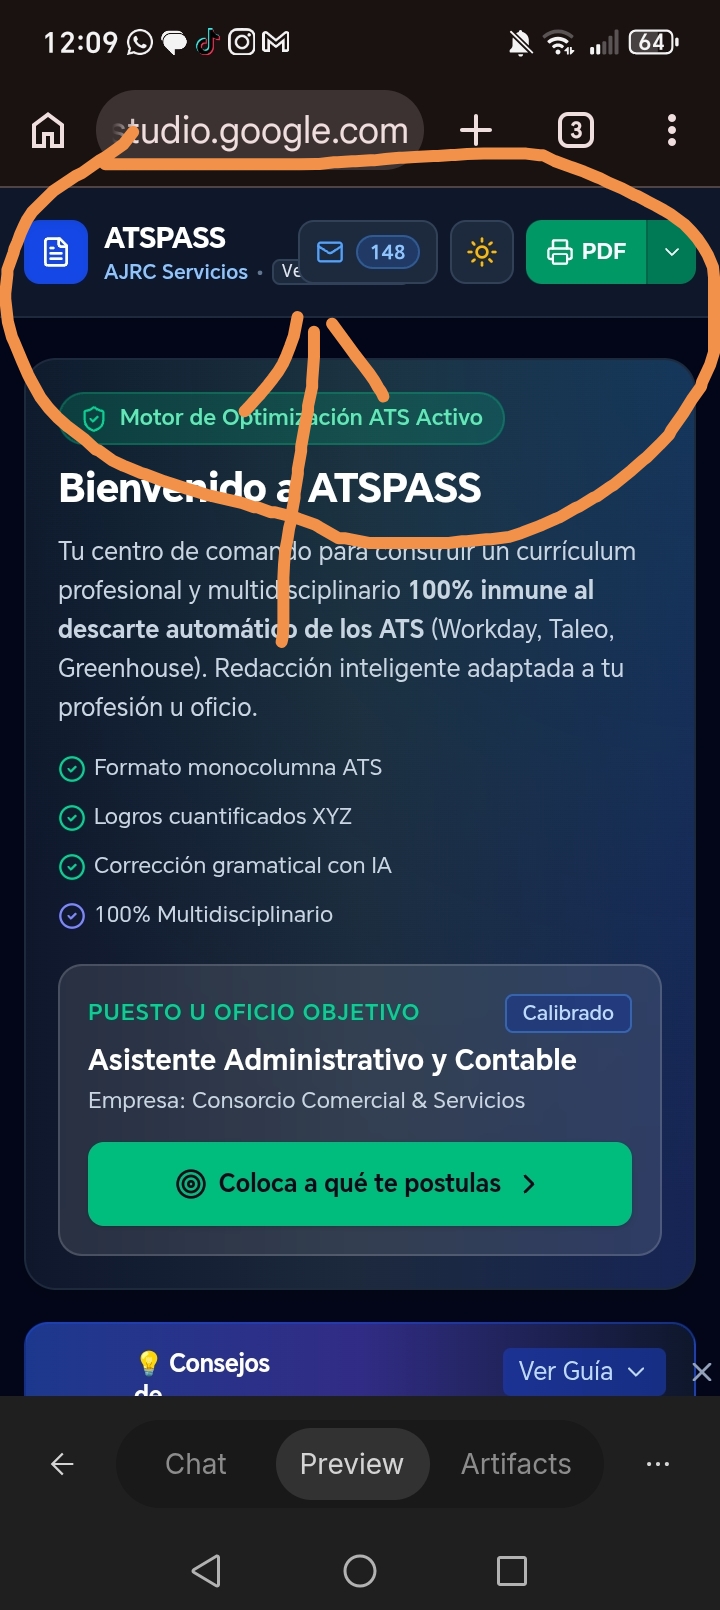 12:09
64
studio.google.com
3
ATSPASS
AJRC Servicios •
148
PDF
Motor de Optimización ATS Activo
Bienvenido a ATSPASS
Tu centro de comando para construir un currículum
profesional y multidisciplinario 100% inmune al
descarte automático de los ATS (Workday, Taleo,
Greenhouse). Redacción inteligente adaptada a tu
profesión u oficio.
Formato monocolumna ATS
Logros cuantificados XYZ
Corrección gramatical con IA
100% Multidisciplinario
PUESTO U OFICIO OBJETIVO
Calibrado
Asistente Administrativo y Contable
Empresa: Consorcio Comercial & Servicios
Coloca a qué te postulas
💡 Consejos
de
Ver Guía
Chat
Preview
Artifacts